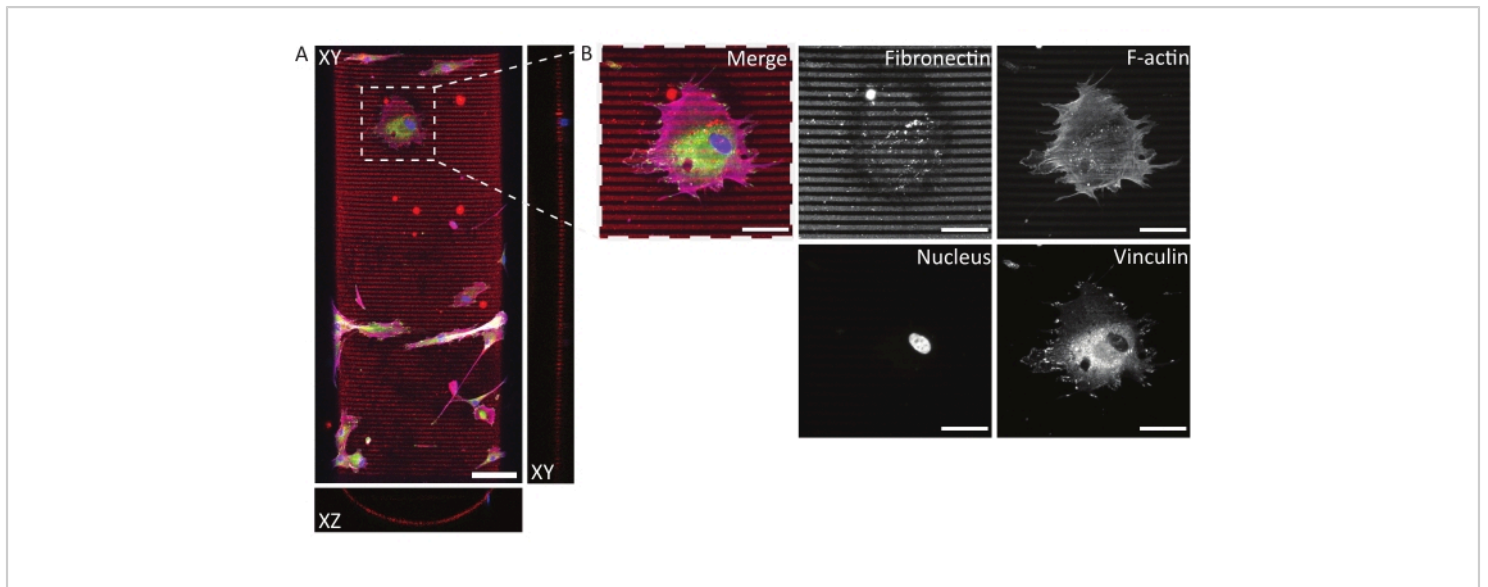 A
XY
XY
XZ
B
Merge
Fibronectin
F-actin
Nucleus
Vinculin